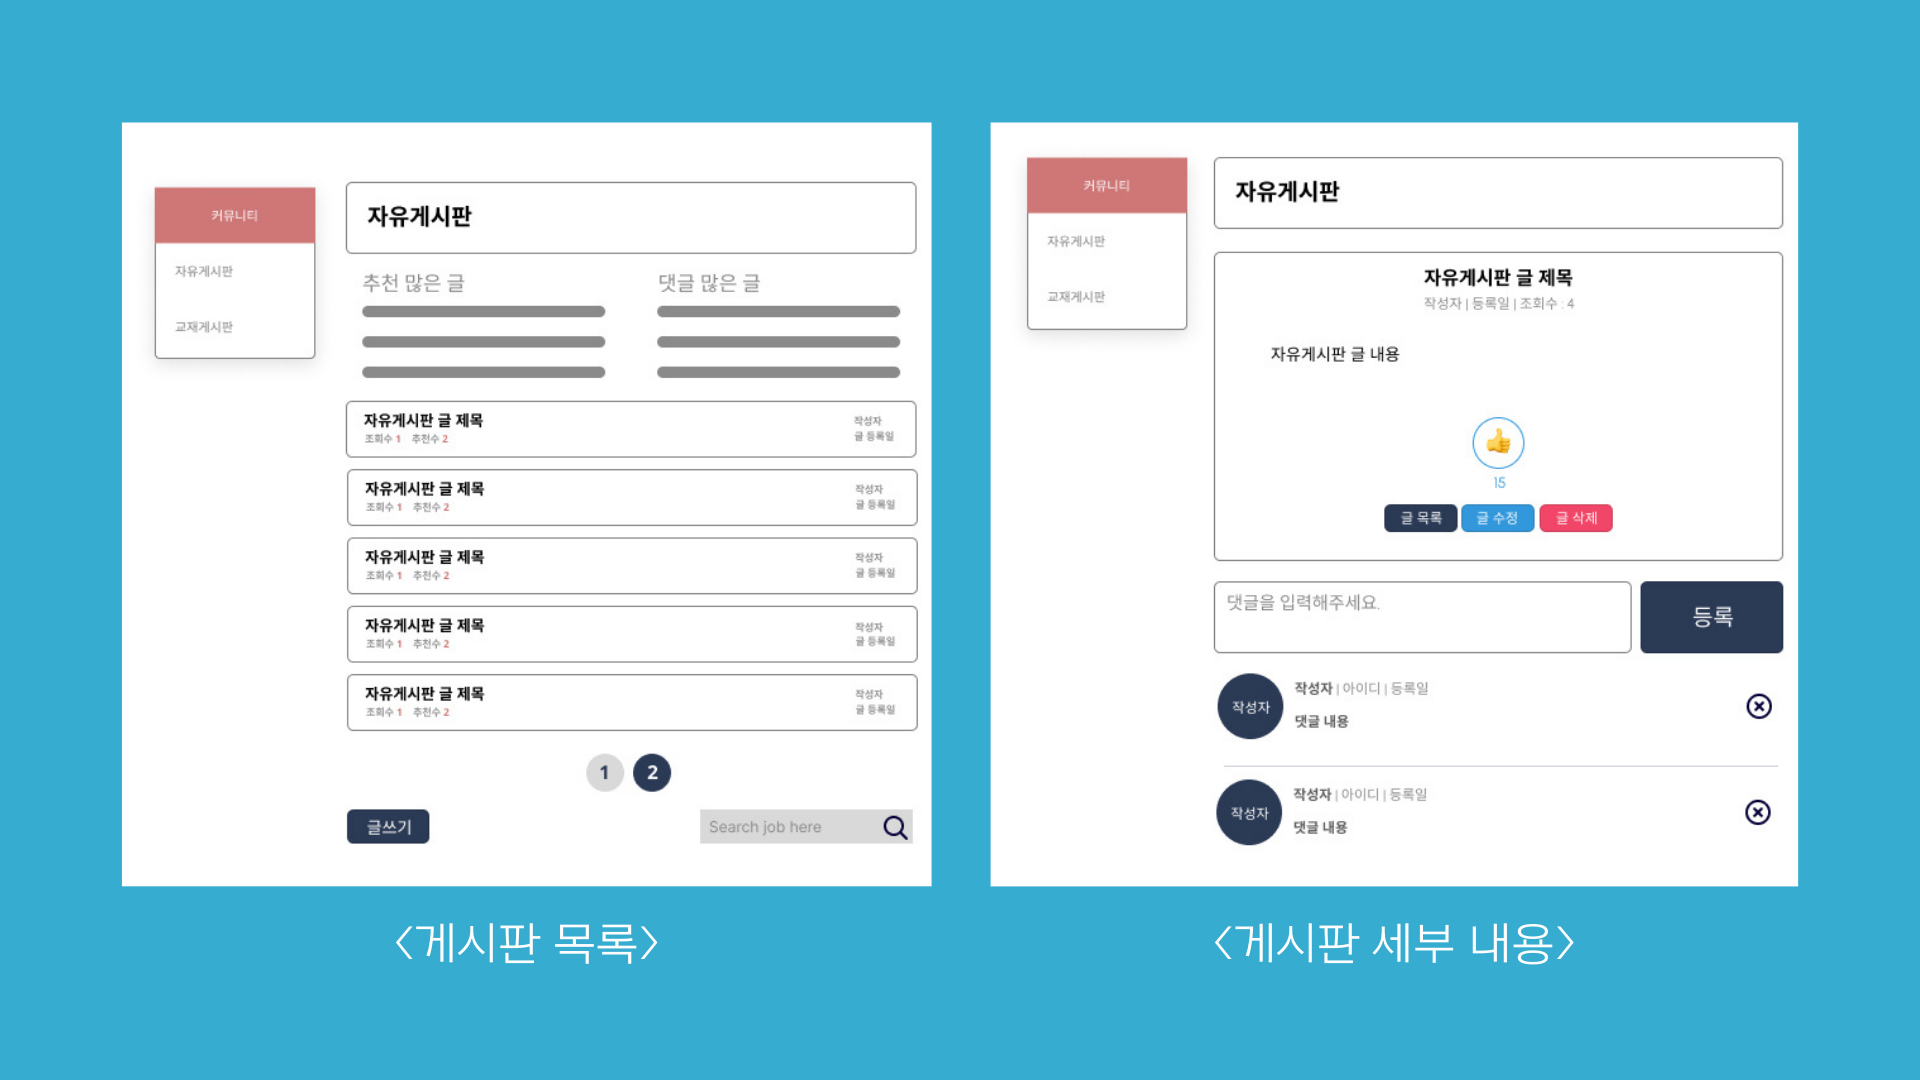 커뮤니티
자유게시판
교재게시판
자유게시판
추천 많은 글
댓글 많은 글
자유게시판 글 제목
조회수 1 추천수 2
작성자
글 등록일
자유게시판 글 제목
조회수 1 추천수 2
작성자
글 등록일
자유게시판 글 제목
조회수 1 추천수 2
작성자
글 등록일
자유게시판 글 제목
조회수 1 추천수 2
작성자
글 등록일
자유게시판 글 제목
조회수 1 추천수 2
작성자
글 등록일
1 2
글쓰기
Search job here
<게시판 목록>
커뮤니티
자유게시판
교재게시판
자유게시판
자유게시판 글 제목
작성자 | 등록일 | 조회수 : 4
자유게시판 글 내용
15
글 목록 글 수정 글 삭제
댓글을 입력해주세요.
등록
작성자
작성자 | 아이디 | 등록일
댓글 내용
작성자
작성자 | 아이디 | 등록일
댓글 내용
<게시판 세부 내용>